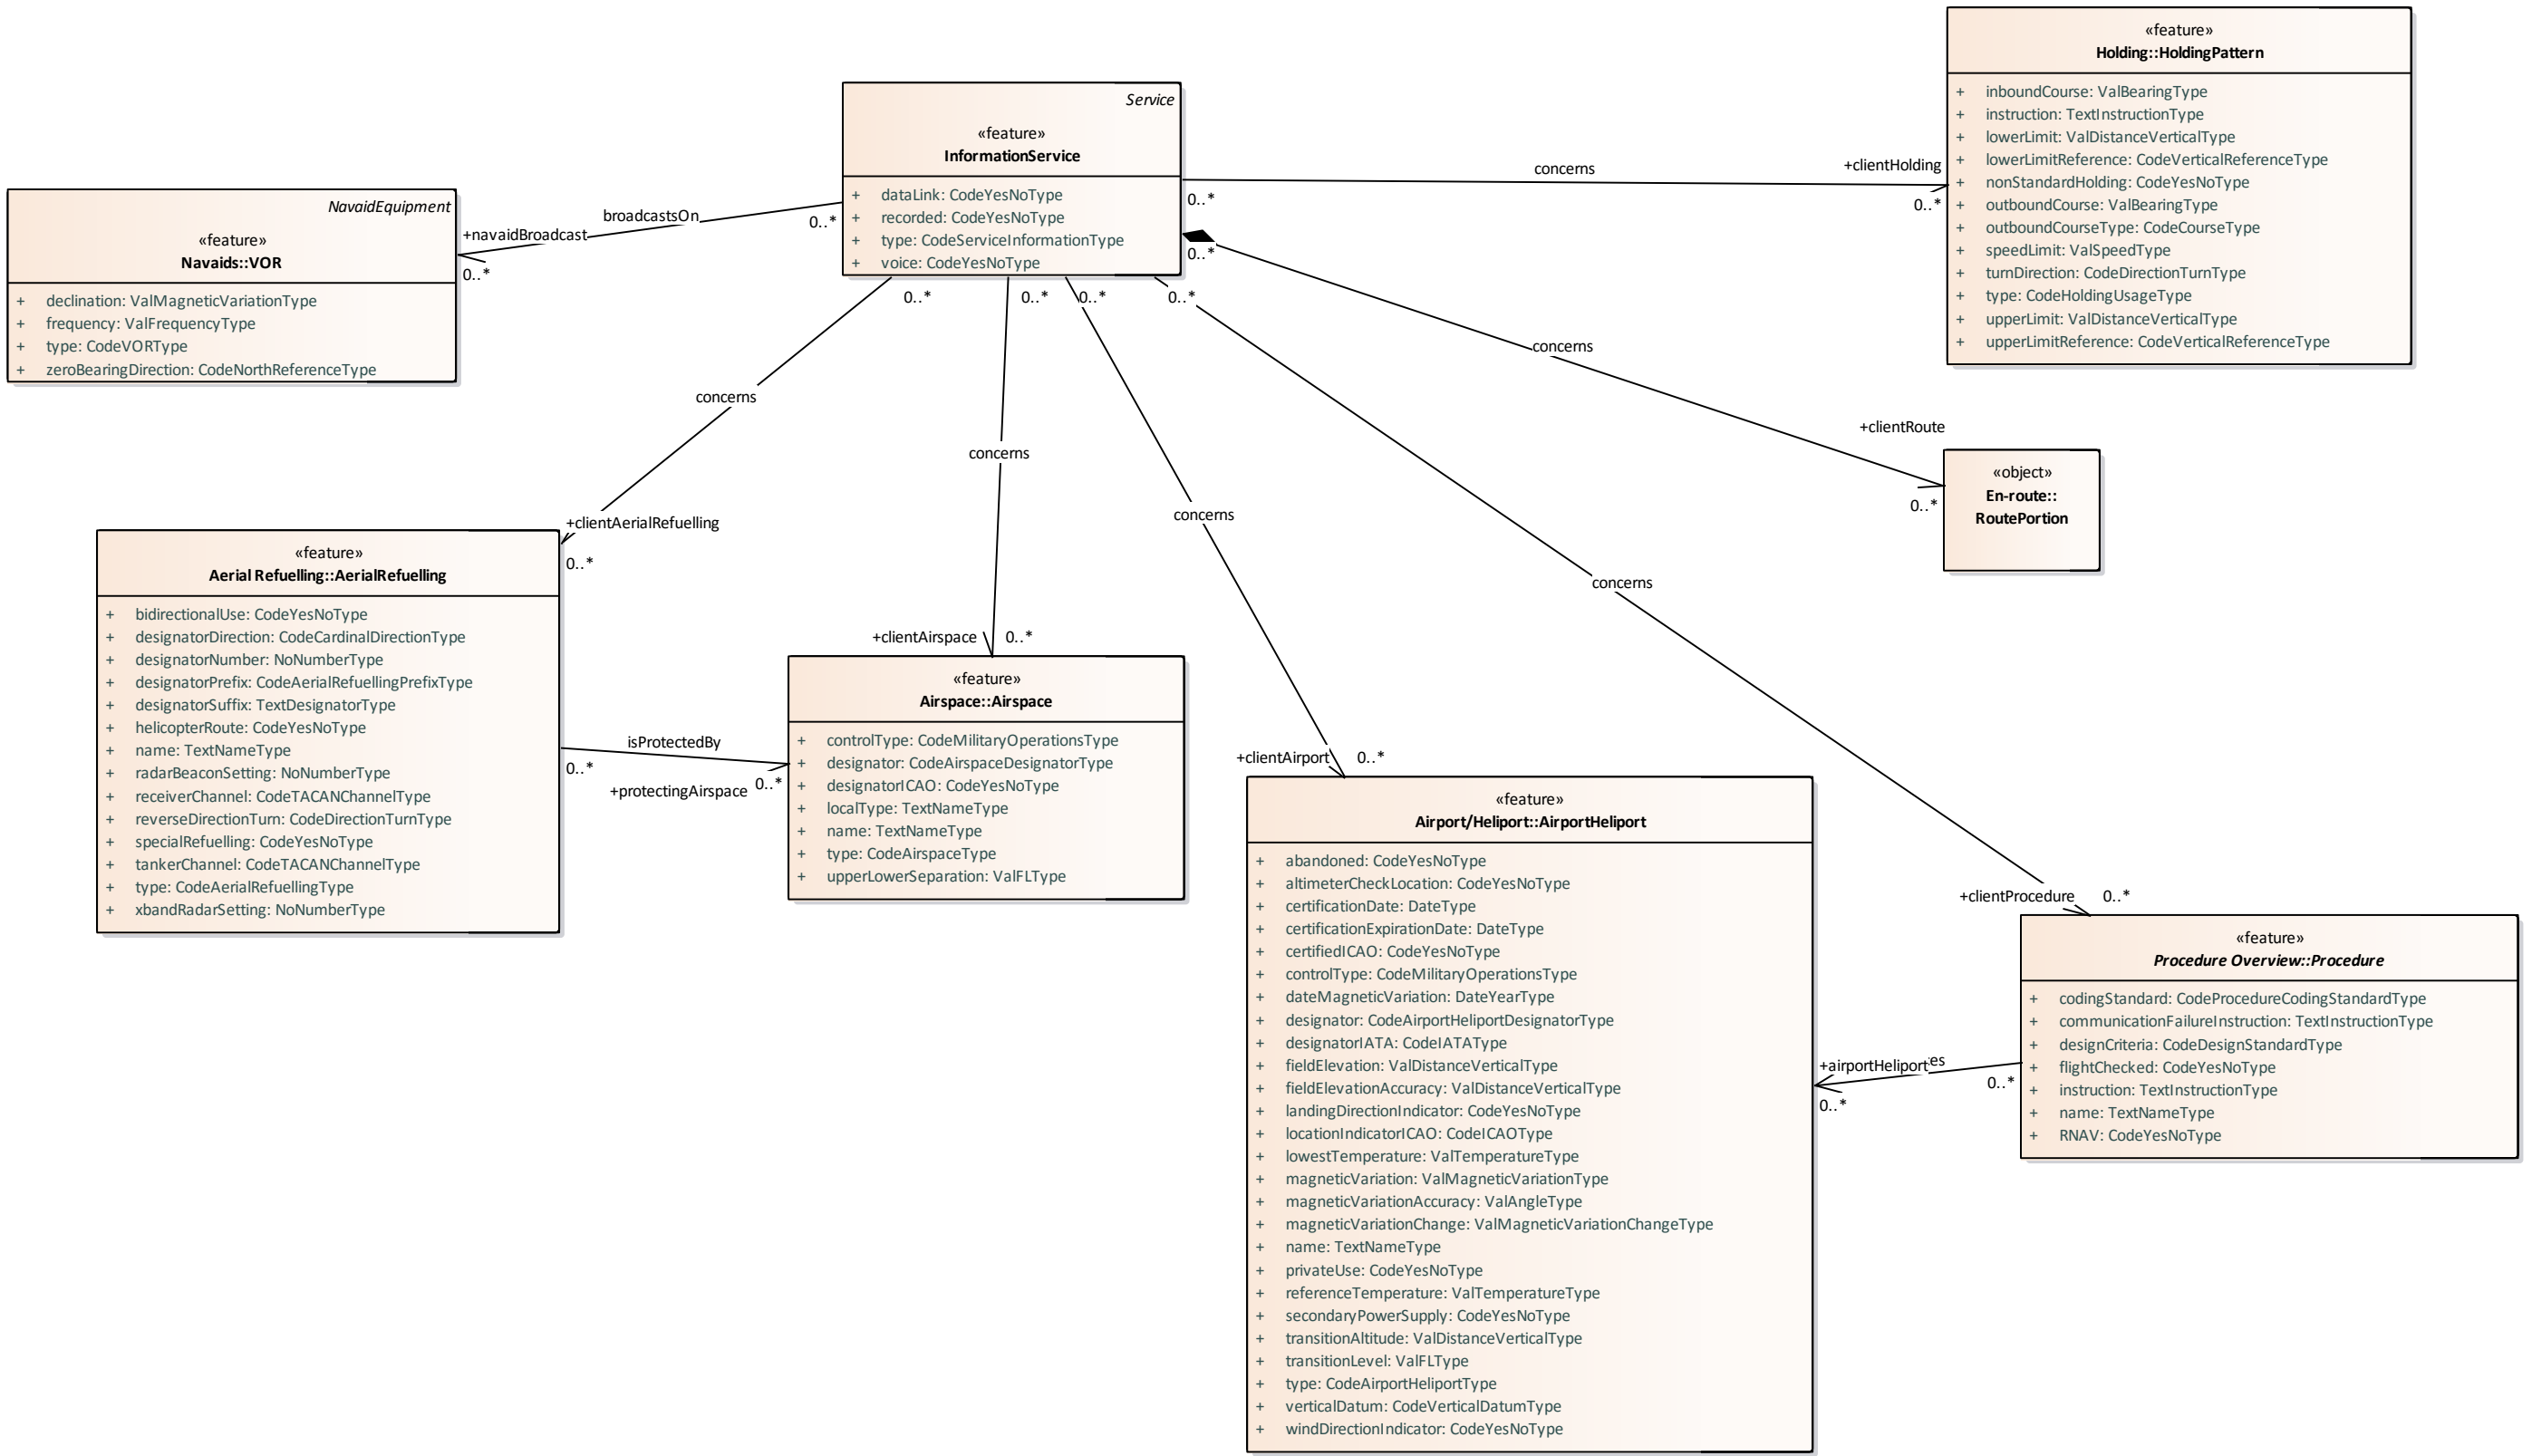 «feature»
Holding::HoldingPattern
+ inboundCourse: ValBearingType
+ instruction: TextInstructionType
+ lowerLimit: ValDistanceVerticalType
+ lowerLimitReference: CodeVerticalReferenceType
+ nonStandardHolding: CodeYesNoType
+ outboundCourse: ValBearingType
+ outboundCourseType: CodeCourseType
+ speedLimit: ValSpeedType
+ turnDirection: CodeDirectionTurnType
+ type: CodeHoldingUsageType
+ upperLimit: ValDistanceVerticalType
+ upperLimitReference: CodeVerticalReferenceType
Service
«feature»
InformationService
+ dataLink: CodeYesNoType
+ recorded: CodeYesNoType
+ type: CodeServiceInformationType
+ voice: CodeYesNoType
concerns
+clientHolding
0..*
0..*
NavaidEquipment
«feature»
Navaids::VOR
+ declination: ValMagneticVariationType
+ frequency: ValFrequencyType
+ type: CodeVORType
+ zeroBearingDirection: CodeNorthReferenceType
broadcastsOn
+navaidBroadcast
0..*
0..*
0..*
concerns
+clientRoute
0..*
«object»
En-route::
RoutePortion
0..*
0..*
0..*
0..*
concerns
concerns
concerns
concerns
+clientAerialRefuelling
0..*
«feature»
Aerial Refuelling::AerialRefuelling
+ bidirectionalUse: CodeYesNoType
+ designatorDirection: CodeCardinalDirectionType
+ designatorNumber: NoNumberType
+ designatorPrefix: CodeAerialRefuellingPrefixType
+ designatorSuffix: TextDesignatorType
+ helicopterRoute: CodeYesNoType
+ name: TextNameType
+ radarBeaconSetting: NoNumberType
+ receiverChannel: CodeTACANChannelType
+ reverseDirectionTurn: CodeDirectionTurnType
+ specialRefuelling: CodeYesNoType
+ tankerChannel: CodeTACANChannelType
+ type: CodeAerialRefuellingType
+ xbandRadarSetting: NoNumberType
isProtectedBy
0..*
+protectingAirspace
0..*
+clientAirspace
0..*
«feature»
Airspace::Airspace
+ controlType: CodeMilitaryOperationsType
+ designator: CodeAirspaceDesignatorType
+ designatorICAO: CodeYesNoType
+ localType: TextNameType
+ name: TextNameType
+ type: CodeAirspaceType
+ upperLowerSeparation: ValFLType
+clientAirport
0..*
«feature»
Airport/Heliport::AirportHeliport
+ abandoned: CodeYesNoType
+ altimeterCheckLocation: CodeYesNoType
+ certificationDate: DateType
+ certificationExpirationDate: DateType
+ certifiedICAO: CodeYesNoType
+ controlType: CodeMilitaryOperationsType
+ dateMagneticVariation: DateYearType
+ designator: CodeAirportHeliportDesignatorType
+ designatorIATA: CodeIATAType
+ fieldElevation: ValDistanceVerticalType
+ fieldElevationAccuracy: ValDistanceVerticalType
+ landingDirectionIndicator: CodeYesNoType
+ locationIndicatorICAO: CodeICAOType
+ lowestTemperature: ValTemperatureType
+ magneticVariation: ValMagneticVariationType
+ magneticVariationAccuracy: ValAngleType
+ magneticVariationChange: ValMagneticVariationChangeType
+ name: TextNameType
+ privateUse: CodeYesNoType
+ referenceTemperature: ValTemperatureType
+ secondaryPowerSupply: CodeYesNoType
+ transitionAltitude: ValDistanceVerticalType
+ transitionLevel: ValFLType
+ type: CodeAirportHeliportType
+ verticalDatum: CodeVerticalDatumType
+ windDirectionIndicator: CodeYesNoType
+clientProcedure
0..*
«feature»
Procedure Overview::Procedure
+ codingStandard: CodeProcedureCodingStandardType
+ communicationFailureInstruction: TextInstructionType
+ designCriteria: CodeDesignStandardType
+ flightChecked: CodeYesNoType
+ instruction: TextInstructionType
+ name: TextNameType
+ RNAV: CodeYesNoType
+airportHeliport
0..*
0..*